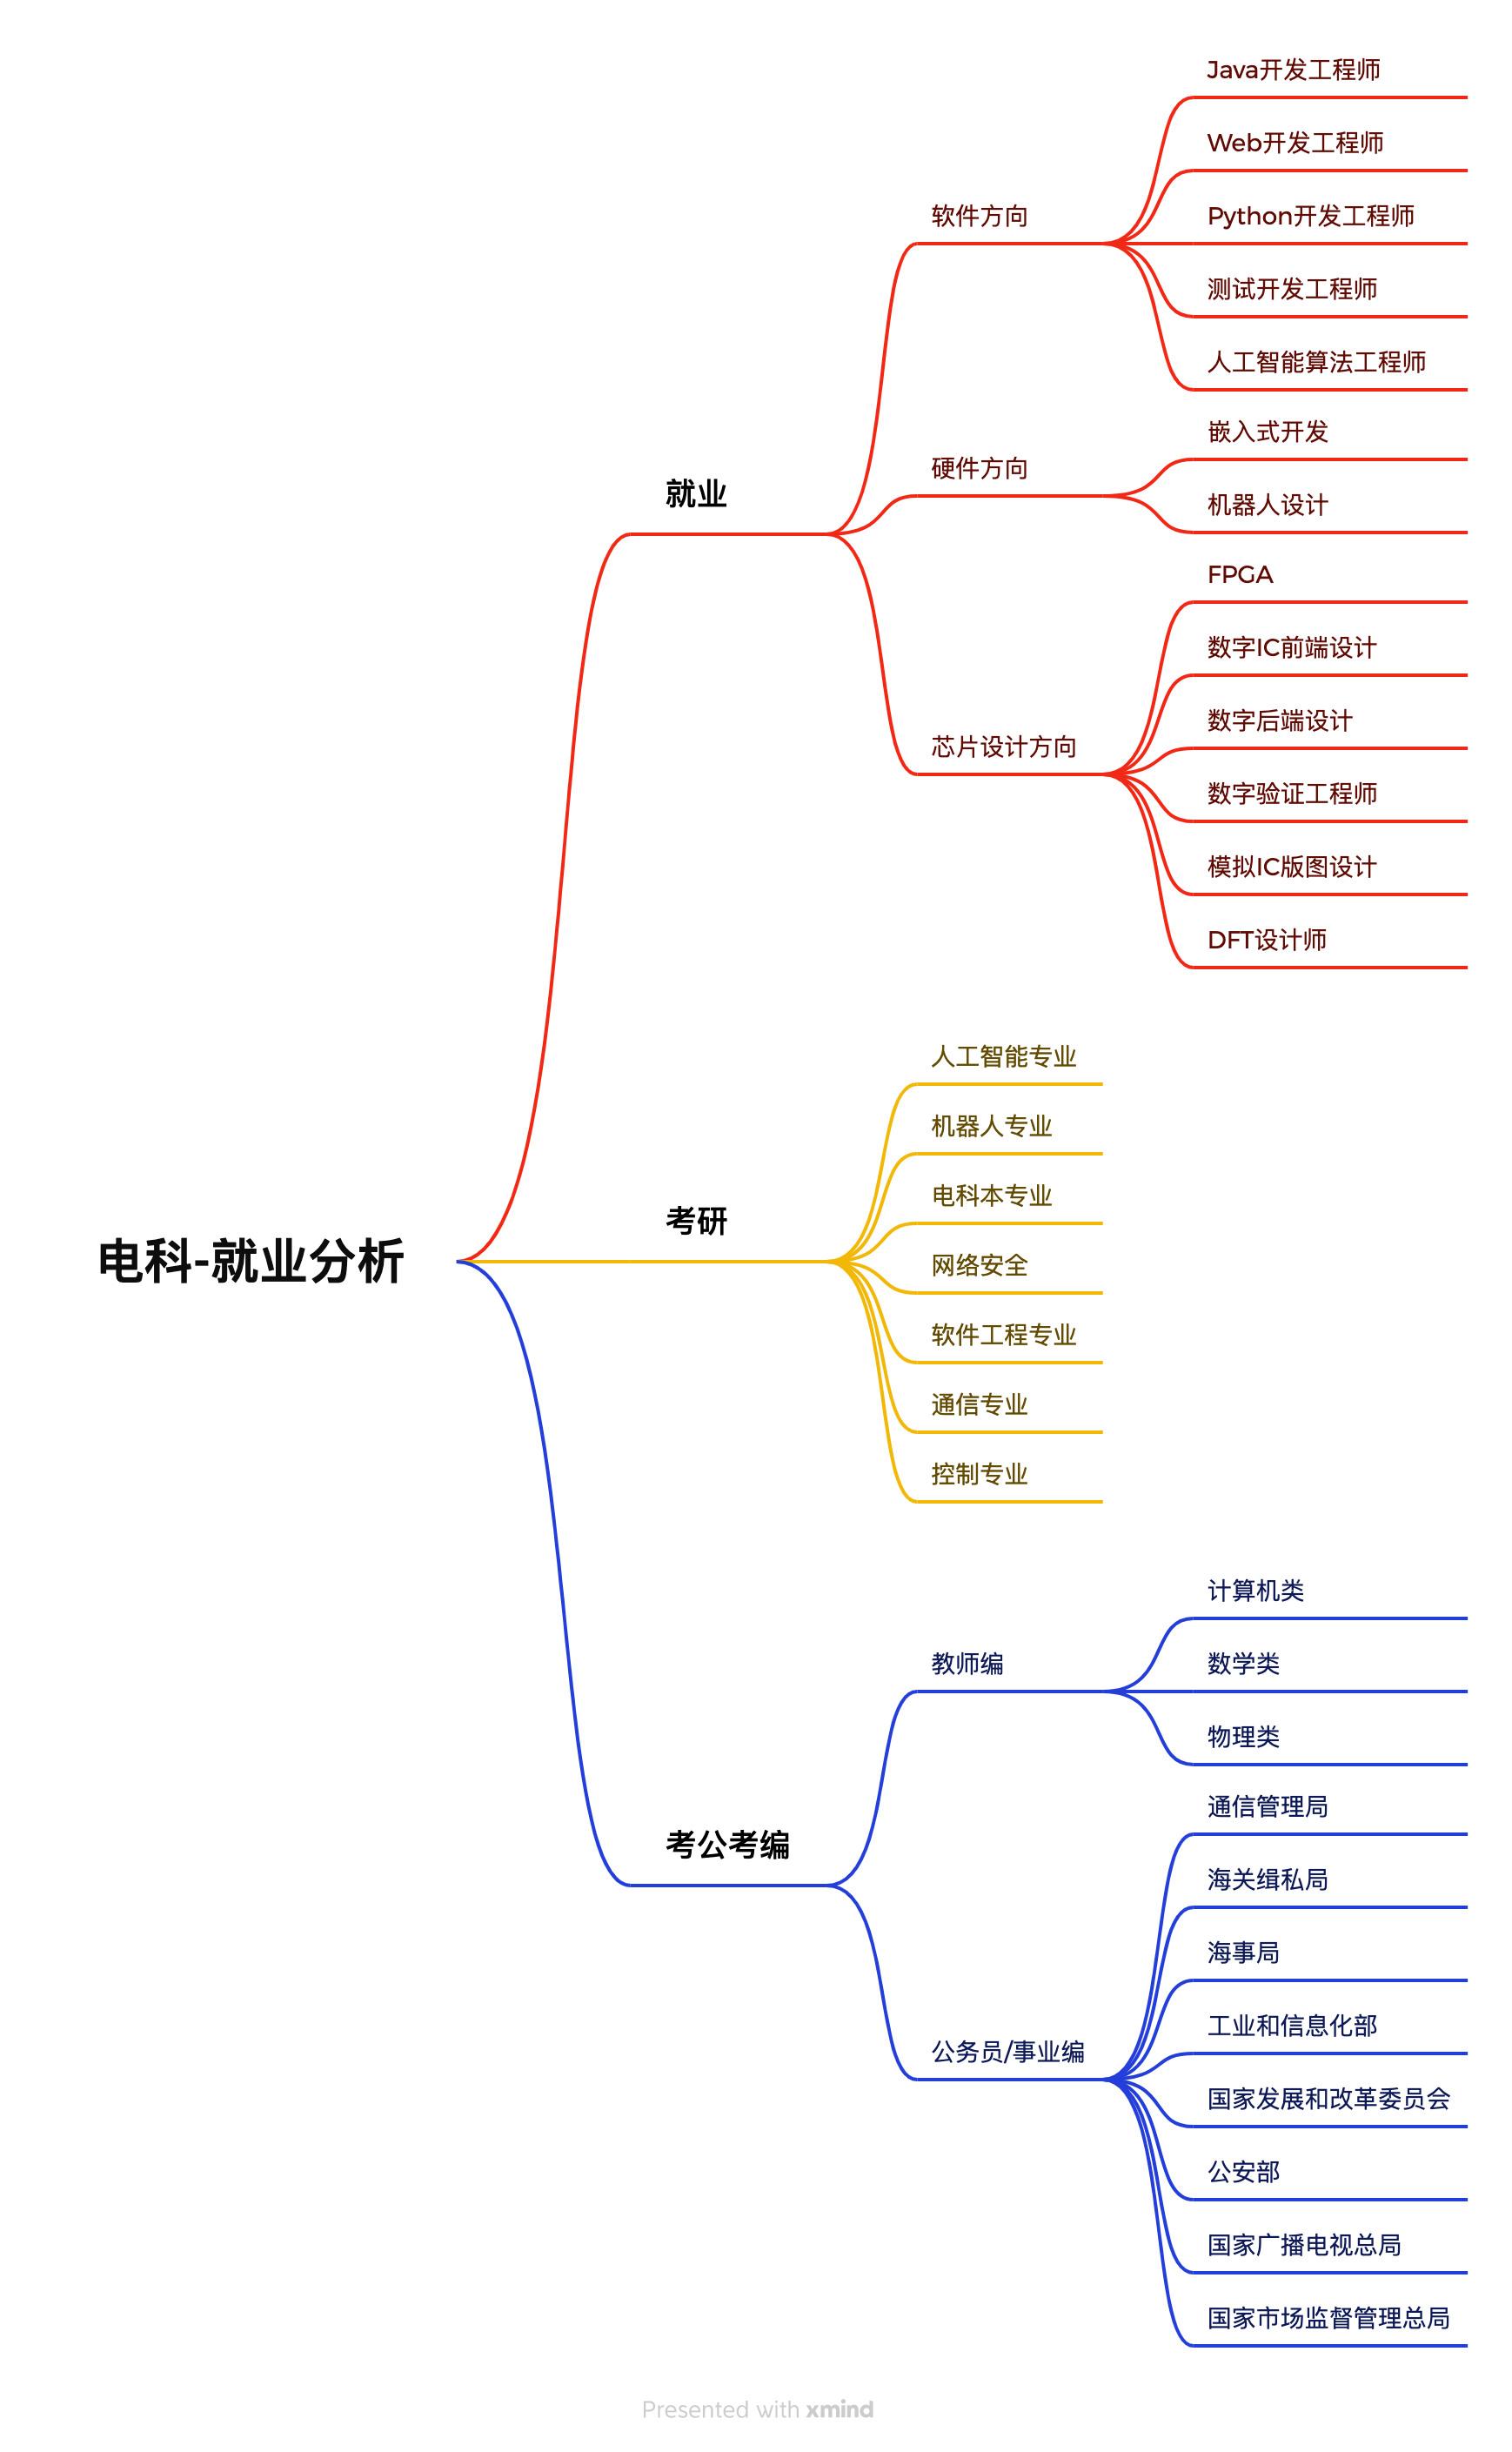 电科-就业分析
就业
软件方向
Java开发工程师
Web开发工程师
Python开发工程师
测试开发工程师
人工智能算法工程师
硬件方向
嵌入式开发
机器人设计
芯片设计方向
FPGA
数字IC前端设计
数字后端设计
数字验证工程师
模拟IC版图设计
DFT设计师
考研
人工智能专业
机器人专业
电科本专业
网络安全
软件工程专业
通信专业
控制专业
考公考编
教师编
计算机类
数学类
物理类
公务员/事业编
通信管理局
海关缉私局
海事局
工业和信息化部
国家发展和改革委员会
公安部
国家广播电视总局
国家市场监督管理总局
Presented with xmind